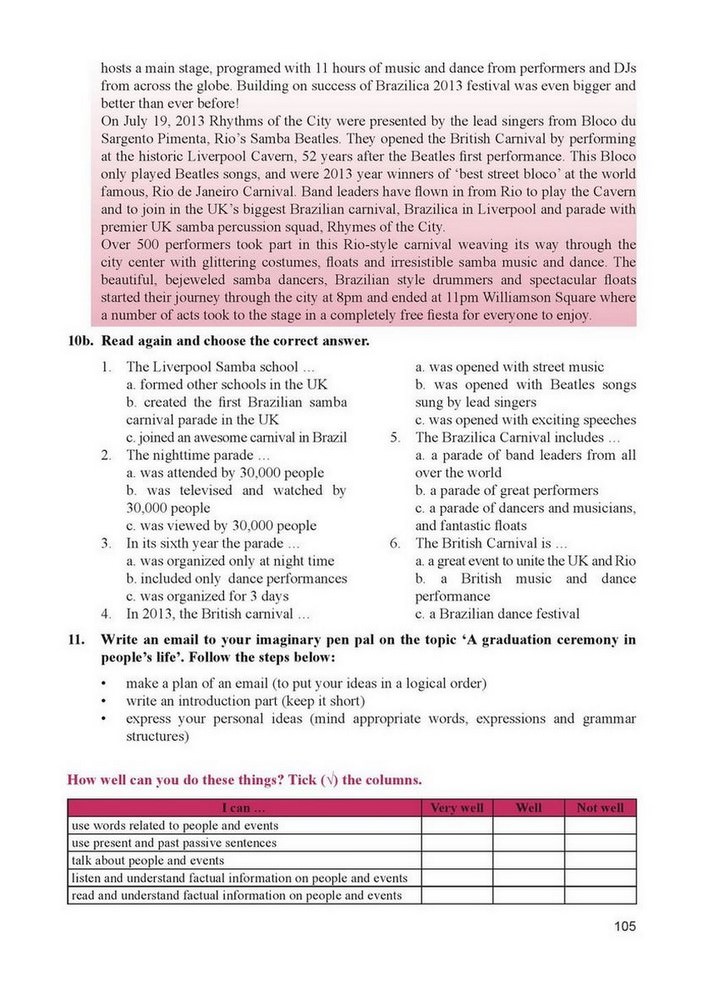 hosts a main stage, programed with 11 hours of music and dance from performers and DJs
from across the globe. Building on success of Brazilica 2013 festival was even bigger and
better than ever before!
On July 19, 2013 Rhythms of the City were presented by the lead singers from Bloco du
Sargento Pimenta, Rio’s Samba Beatles. They opened the British Carnival by performing
at the historic Liverpool Cavern, 52 years after the Beatles first performance. This Bloco
only played Beatles songs, and were 2013 year winners of ‘best street bloco’ at the world
famous, Rio de Janeiro Carnival. Band leaders have flown in from Rio to play the Cavern
and to join in the UK’s biggest Brazilian carnival, Brazilica in Liverpool and parade with
premier UK samba percussion squad, Rhymes of the City.
Over 500 performers took part in this Rio-style carnival weaving its way through the
city center with glittering costumes, floats and irresistible samba music and dance. The
beautiful, bejeweled samba dancers, Brazilian style drummers and spectacular floats
started their journey through the city at 8pm and ended at 11pm Williamson Square where
a number of acts took to the stage in a completely free fiesta for everyone to enjoy.
10b. Read again and choose the correct answer.
1. The Liverpool Samba school …
a. formed other schools in the UK
b. created the first Brazilian samba
carnival parade in the UK
c. joined an awesome carnival in Brazil
2. The nighttime parade …
a. was attended by 30,000 people
b. was televised and watched by
30,000 people
c. was viewed by 30,000 people
3. In its sixth year the parade …
a. was organized only at night time
b. included only dance performances
c. was organized for 3 days
4. In 2013, the British carnival …
a. was opened with street music
b. was opened with Beatles songs
sung by lead singers
c. was opened with exciting speeches
5. The Brazilica Carnival includes …
a. a parade of band leaders from all
over the world
b. a parade of great performers
c. a parade of dancers and musicians,
and fantastic floats
6. The British Carnival is …
a. a great event to unite the UK and Rio
b. a British music and dance
performance
c. a Brazilian dance festival
11. Write an email to your imaginary pen pal on the topic ‘A graduation ceremony in
people’s life’. Follow the steps below:
• make a plan of an email (to put your ideas in a logical order)
• write an introduction part (keep it short)
• express your personal ideas (mind appropriate words, expressions and grammar
structures)
How well can you do these things? Tick (√) the columns.
I can … Very well Well Not well
use words related to people and events
use present and past passive sentences
talk about people and events
listen and understand factual information on people and events
read and understand factual information on people and events
105